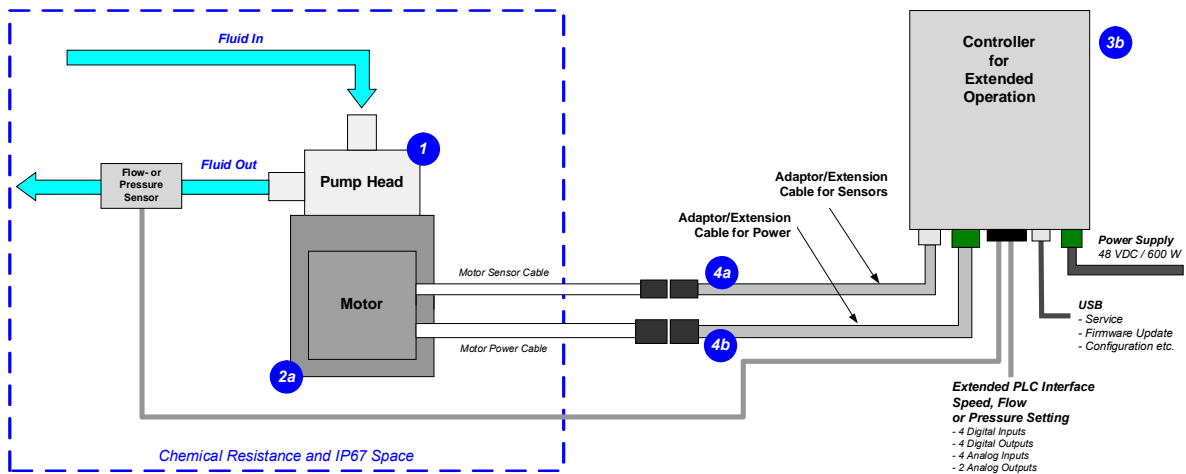 Fluid In
Controller
for
Extended
Operation
3b
1
Fluid Out
Flow- or
Pressure
Sensor
Pump Head
Adaptor/Extension
Cable for Sensors
Adaptor/Extension
Cable for Power
Power Supply
48 VDC / 600 W
Motor Sensor Cable
4a
Motor
USB
- Service
- Firmware Update
- Configuration etc.
Motor Power Cable
4b
2a
Extended PLC Interface
Speed, Flow
or Pressure Setting
- 4 Digital Inputs
- 4 Digital Outputs
- 4 Analog Inputs
- 2 Analog Outputs
Chemical Resistance and IP67 Space